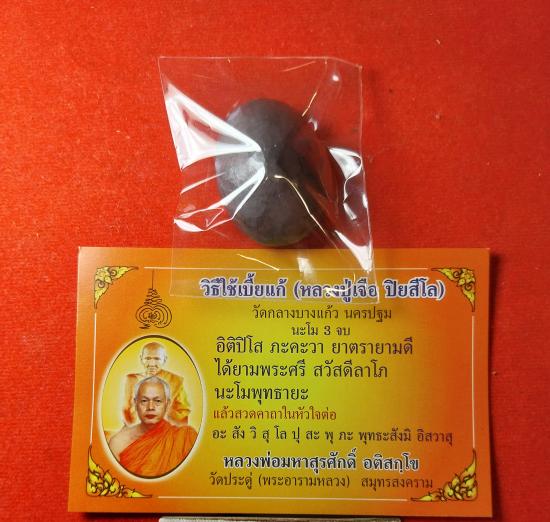 วิธีใช้เบี้ยแก้ (หลวงปู่เจือ ปิยสีโล)
วัดกลางบางแก้ว นครปฐม
นะโม 3 จบ
อิติปิโส ภะคะวา ยาตรายามดี
ได้ยามพระศรี สวัสดีลาโภ
นะโมพุทธายะ
แล้วสวดคาถาในหัวใจต่อ
อะ สัง วิ สุ โล ปุ สะ พุ ภะ พุทธะสังมิ อิสวาสุ
หลวงพ่อมหาสุรศักดิ์ อติสกฺโข
วัดประดู่ (พระอารามหลวง) สมุทรสงคราม